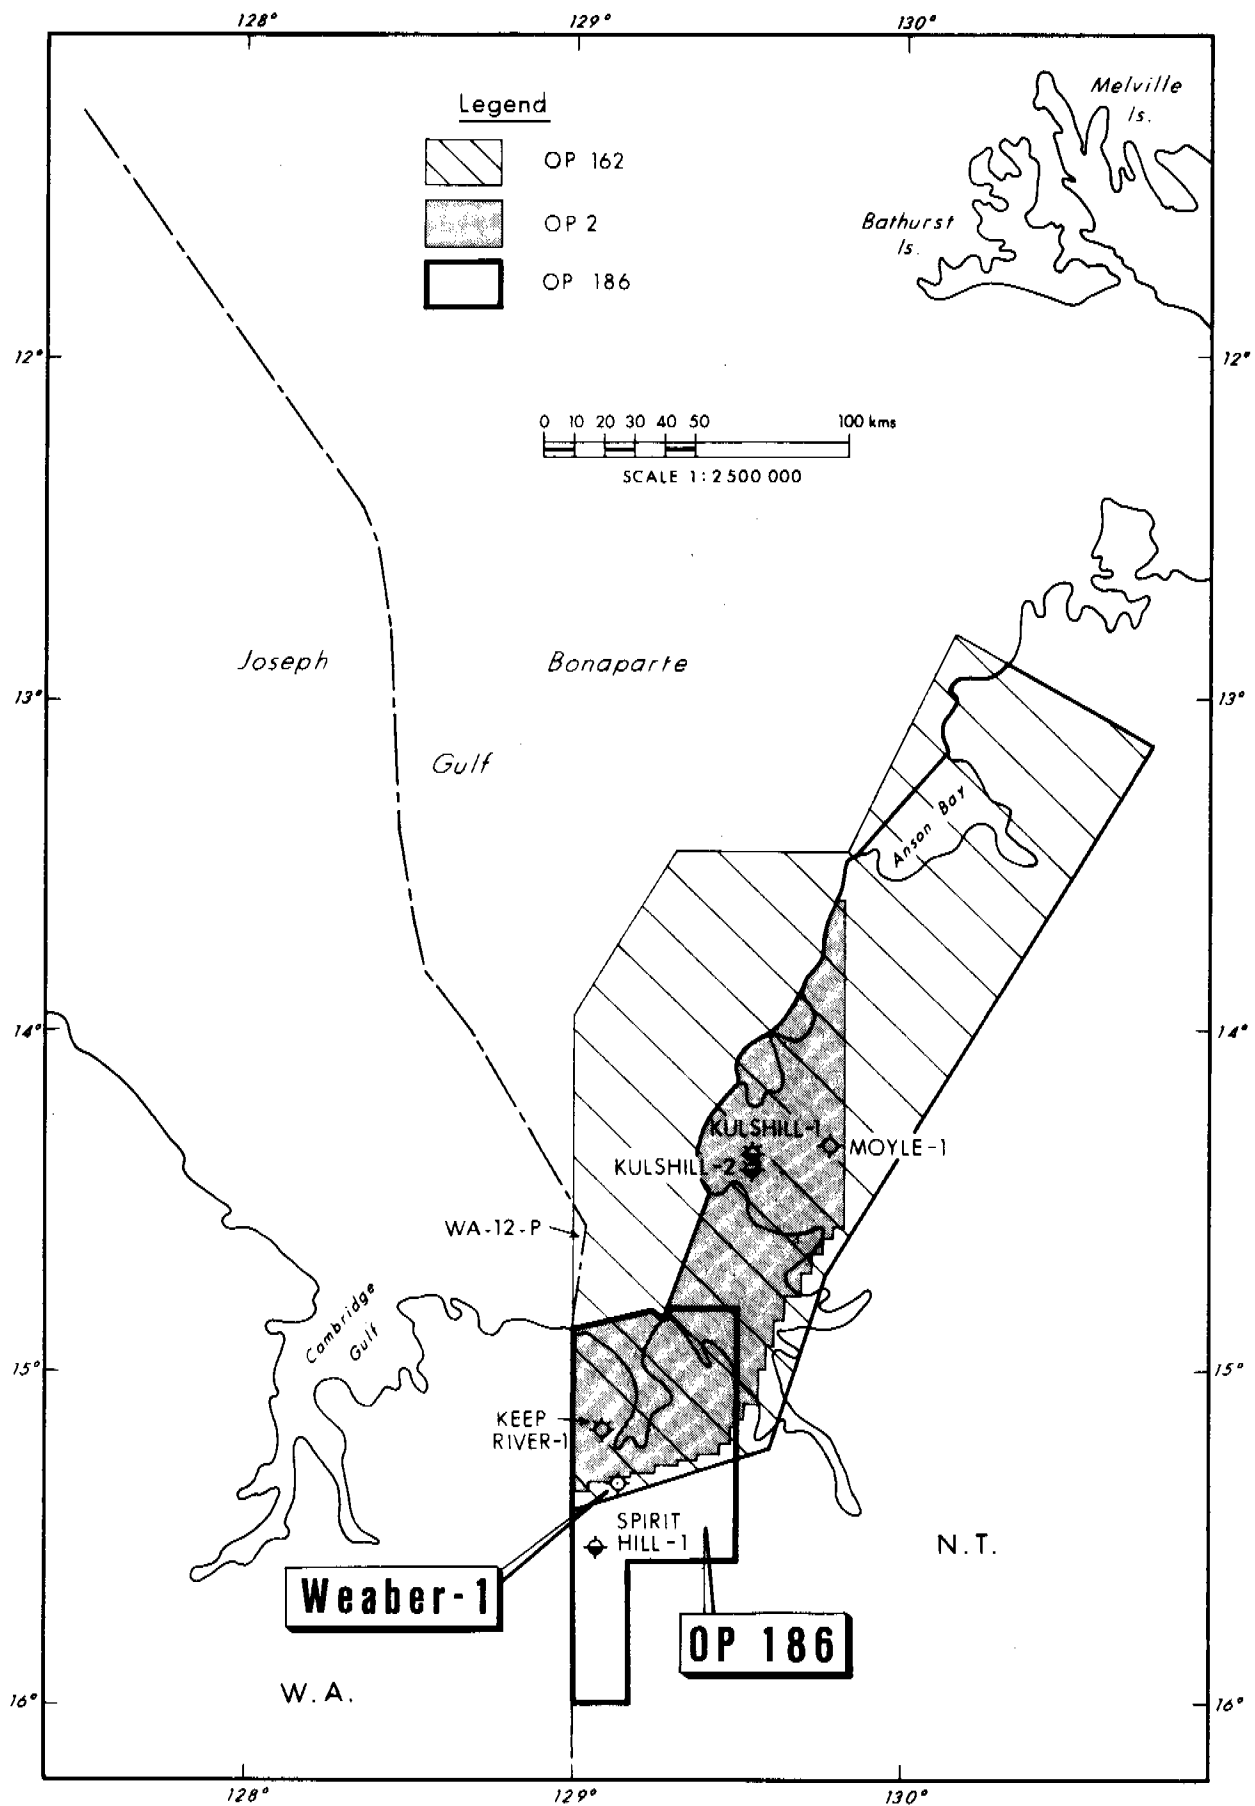 128° 129° 130°
Legend
OP 162
OP 2
OP 186
Melville
Is.
Bathurst
Is.
12° 12°
0 10 20 30 40 50 100 kms
SCALE 1:2 500 000
Joseph Bonaparte
Gulf
13° 13°
Anson Bay
14° 14°
KULSHILL-1
MOYLE-1
KULSHILL-2
WA-12-P
Cambridge
Gulf
15° 15°
KEEP
RIVER-1
SPIRIT
HILL-1
N.T.
Weaber-1
OP 186
W.A.
16° 16°
128° 129° 130°